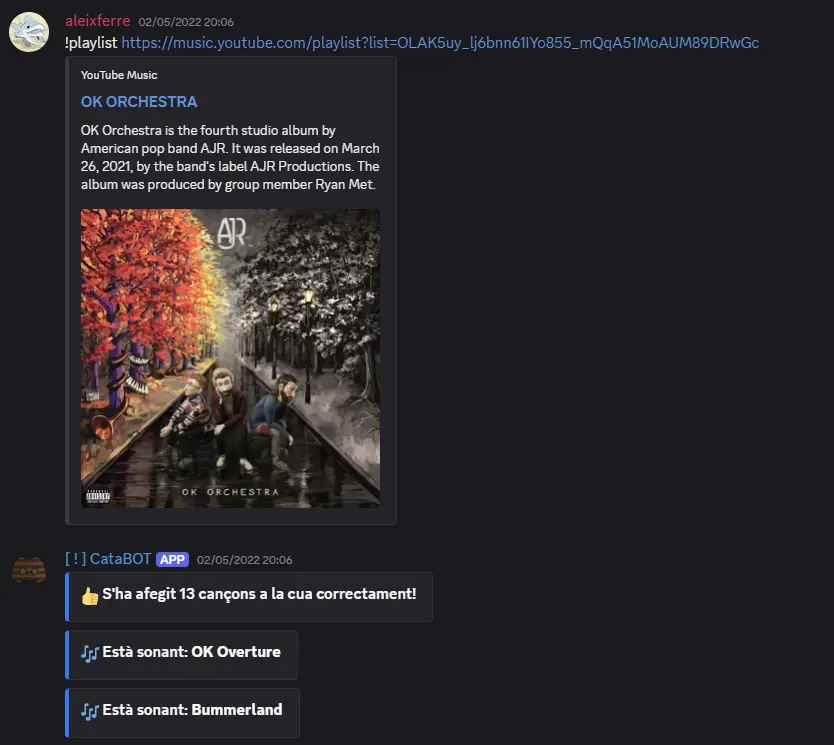 aleixferre 02/05/2022 20:06
!playlist https://music.youtube.com/playlist?list=OLAK5uy_lj6bnn61IYo855_mQqA51MoAUM89DRwGc
YouTube Music
OK ORCHESTRA
OK Orchestra is the fourth studio album by
American pop band AJR. It was released on March
26, 2021, by the band's label AJR Productions. The
album was produced by group member Ryan Met.
AJR
PARENTAL
ADVISORY
EXPLICIT CONTENT
OK ORCHESTRA
[ ! ] CataBOT APP 02/05/2022 20:06
👍 S'ha afegit 13 cançons a la cua correctament!
🎶 Està sonant: OK Overture
🎶 Està sonant: Bummerland